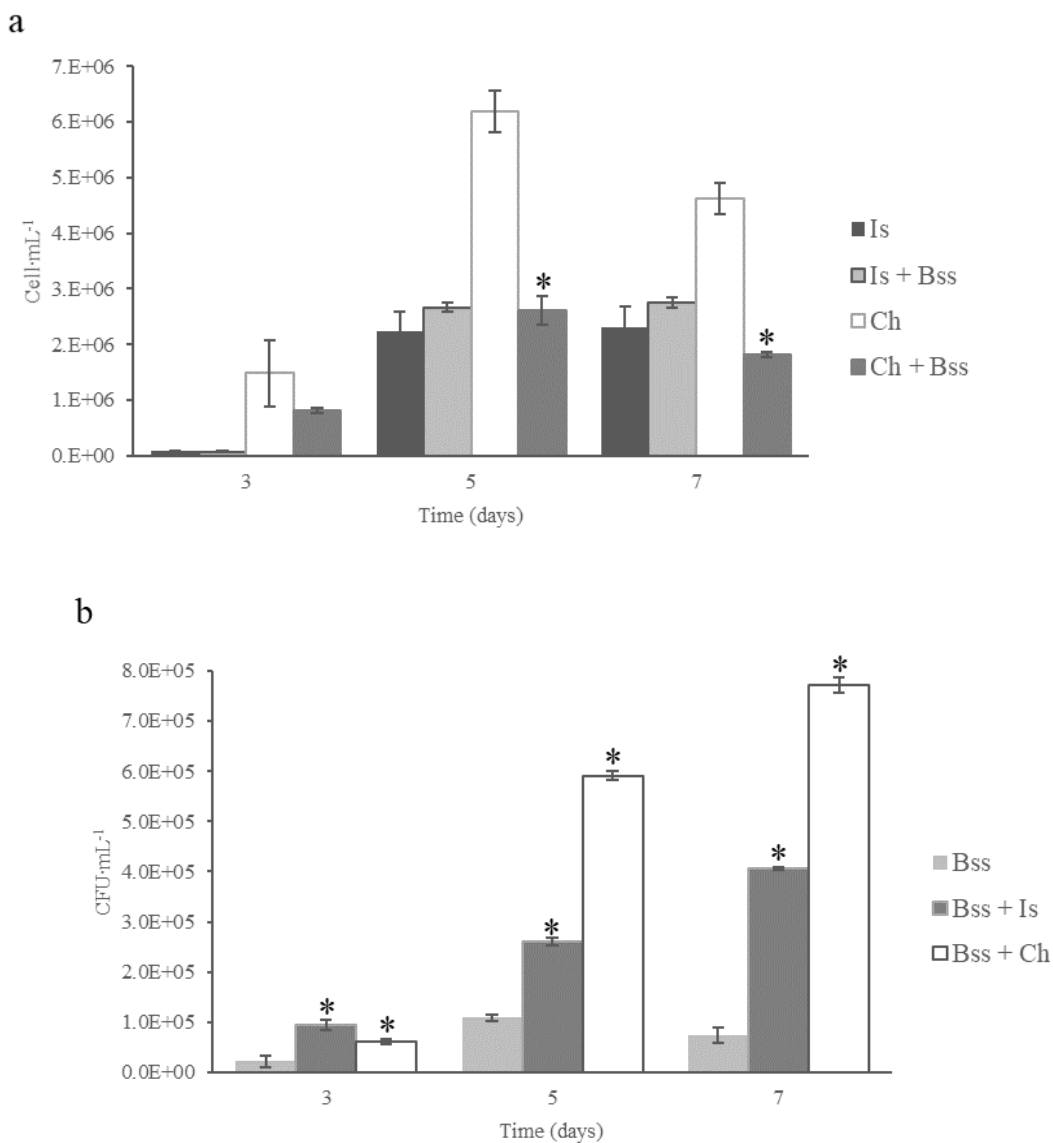 a
7.E+06
6.E+06
5.E+06
4.E+06
3.E+06
2.E+06
1.E+06
0.E+00
Cell·mL⁻¹
3
5
7
Time (days)
*
*
Is
Is + Bss
Ch
Ch + Bss
b
8.0E+05
7.0E+05
6.0E+05
5.0E+05
4.0E+05
3.0E+05
2.0E+05
1.0E+05
0.0E+00
CFU·mL⁻¹
3
5
7
Time (days)
*
*
*
*
*
*
Bss
Bss + Is
Bss + Ch